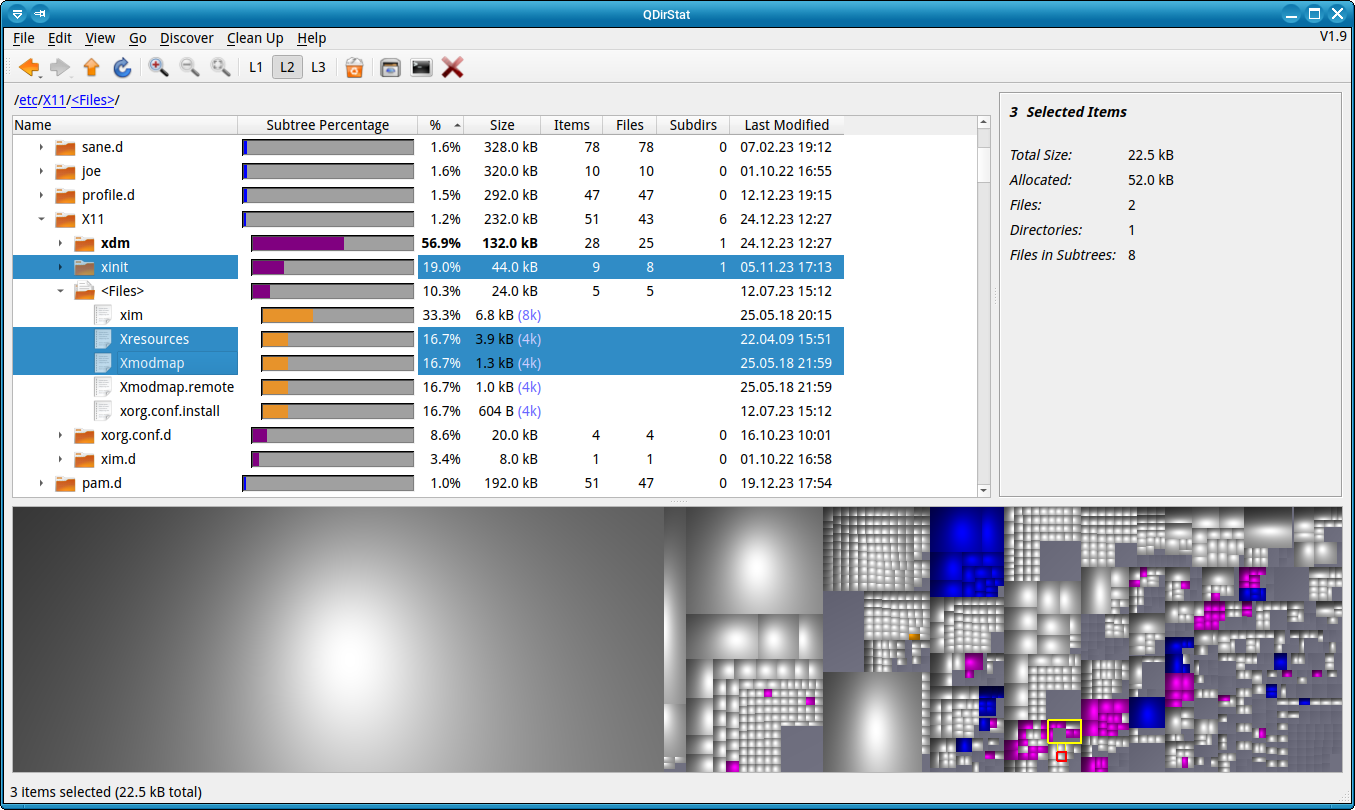 QDirStat
File Edit View Go Discover Clean Up Help V1.9
L1 L2 L3
/etc/X11/<Files>/
Name Subtree Percentage % Size Items Files Subdirs Last Modified
sane.d 1.6% 328.0 kB 78 78 0 07.02.23 19:12
joe 1.6% 320.0 kB 10 10 0 01.10.22 16:55
profile.d 1.5% 292.0 kB 47 47 0 12.12.23 19:15
X11 1.2% 232.0 kB 51 43 6 24.12.23 12:27
xdm 56.9% 132.0 kB 28 25 1 24.12.23 12:27
xinit 19.0% 44.0 kB 9 8 1 05.11.23 17:13
<Files> 10.3% 24.0 kB 5 5 12.07.23 15:12
xim 33.3% 6.8 kB (8k) 25.05.18 20:15
Xresources 16.7% 3.9 kB (4k) 22.04.09 15:51
Xmodmap 16.7% 1.3 kB (4k) 25.05.18 21:59
Xmodmap.remote 16.7% 1.0 kB (4k) 25.05.18 21:59
xorg.conf.install 16.7% 604 B (4k) 12.07.23 15:12
xorg.conf.d 8.6% 20.0 kB 4 4 0 16.10.23 10:01
xim.d 3.4% 8.0 kB 1 1 0 01.10.22 16:58
pam.d 1.0% 192.0 kB 51 47 0 19.12.23 17:54
3 Selected Items
Total Size: 22.5 kB
Allocated: 52.0 kB
Files: 2
Directories: 1
Files in Subtrees: 8
3 items selected (22.5 kB total)